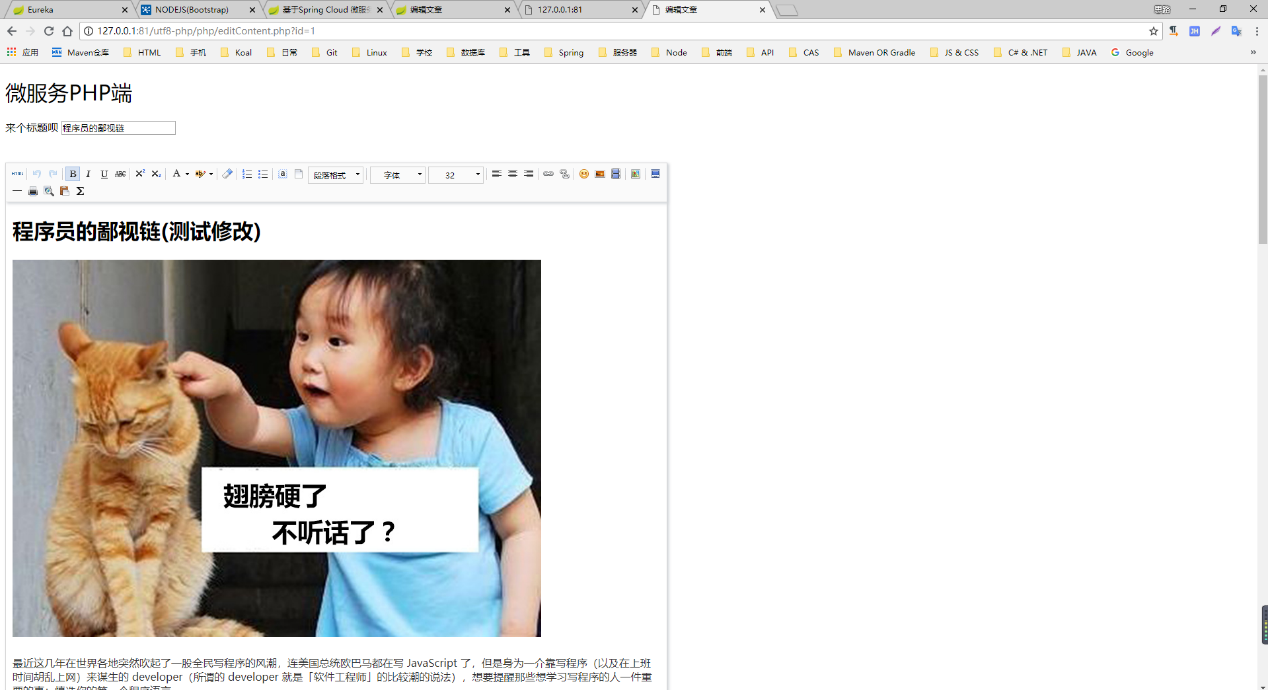 Eureka
NODEJS(Bootstrap)
基于Spring Cloud 微服
编辑文章
127.0.0.1:81
编辑文章
127.0.0.1:81/utf8-php/php/editContent.php?id=1
应用 Maven仓库 HTML 手机 Koal 日常 Git Linux 学校 数据库 工具 Spring 服务器 Node 前端 API CAS Maven OR Gradle JS & CSS C# & .NET JAVA Google »
微服务PHP端
来个标题呗 程序员的鄙视链
HTML B I U ABC X² X₂ A 段落格式 字体 32
Σ
程序员的鄙视链(测试修改)
翅膀硬了
不听话了？
最近这几年在世界各地突然吹起了一股全民写程序的风潮，连美国总统欧巴马都在写 JavaScript 了，但是身为一介靠写程序（以及在上班
时间胡乱上网）来谋生的 developer（所谓的 developer 就是「软件工程师」的比较潮的说法），想要提醒那些想学习写程序的人一件重